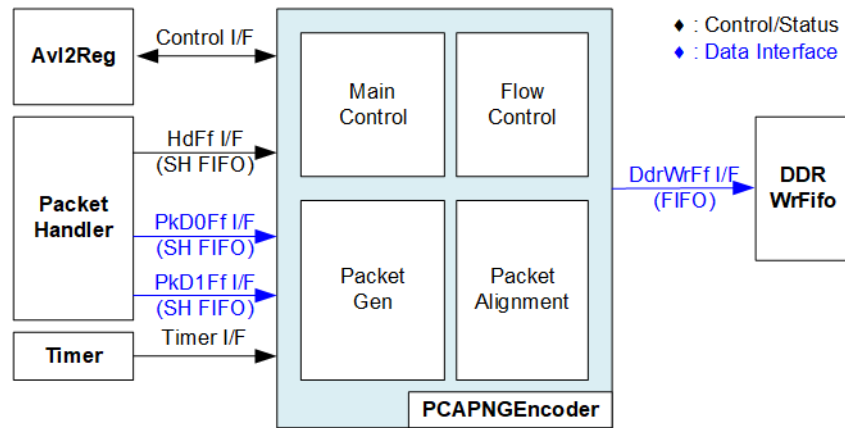 Avl2Reg
Control I/F
Packet
Handler
HdFf I/F
(SH FIFO)
PkD0Ff I/F
(SH FIFO)
PkD1Ff I/F
(SH FIFO)
Timer
Timer I/F
Main
Control
Flow
Control
Packet
Gen
Packet
Alignment
PCAPNGEncoder
♦ : Control/Status
♦ : Data Interface
DdrWrFf I/F
(FIFO)
DDR
WrFifo